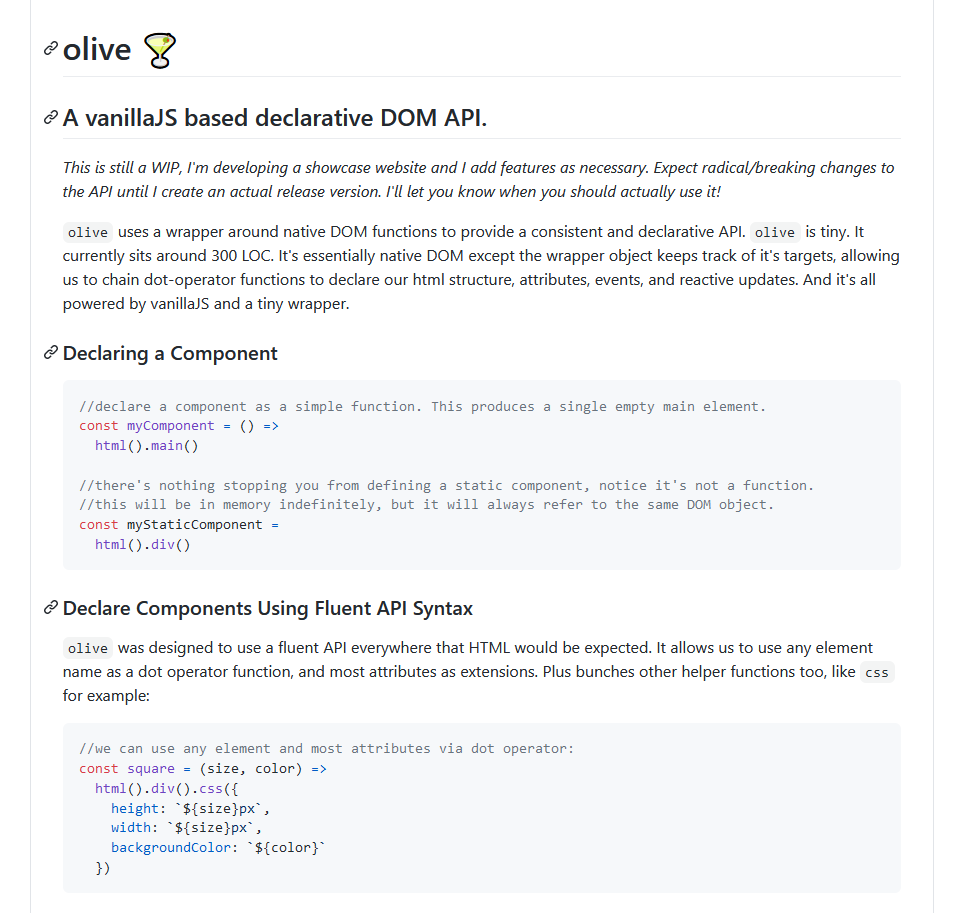 olive 🍸
A vanillaJS based declarative DOM API.
This is still a WIP, I'm developing a showcase website and I add features as necessary. Expect radical/breaking changes to
the API until I create an actual release version. I'll let you know when you should actually use it!
olive uses a wrapper around native DOM functions to provide a consistent and declarative API. olive is tiny. It
currently sits around 300 LOC. It's essentially native DOM except the wrapper object keeps track of it's targets, allowing
us to chain dot-operator functions to declare our html structure, attributes, events, and reactive updates. And it's all
powered by vanillaJS and a tiny wrapper.
Declaring a Component
//declare a component as a simple function. This produces a single empty main element.
const myComponent = () =>
  html().main()
//there's nothing stopping you from defining a static component, notice it's not a function.
//this will be in memory indefinitely, but it will always refer to the same DOM object.
const myStaticComponent =
  html().div()
Declare Components Using Fluent API Syntax
olive was designed to use a fluent API everywhere that HTML would be expected. It allows us to use any element
name as a dot operator function, and most attributes as extensions. Plus bunches other helper functions too, like css
for example:
//we can use any element and most attributes via dot operator:
const square = (size, color) =>
  html().div().css({
    height: `${size}px`,
    width: `${size}px`,
    backgroundColor: `${color}`
  })